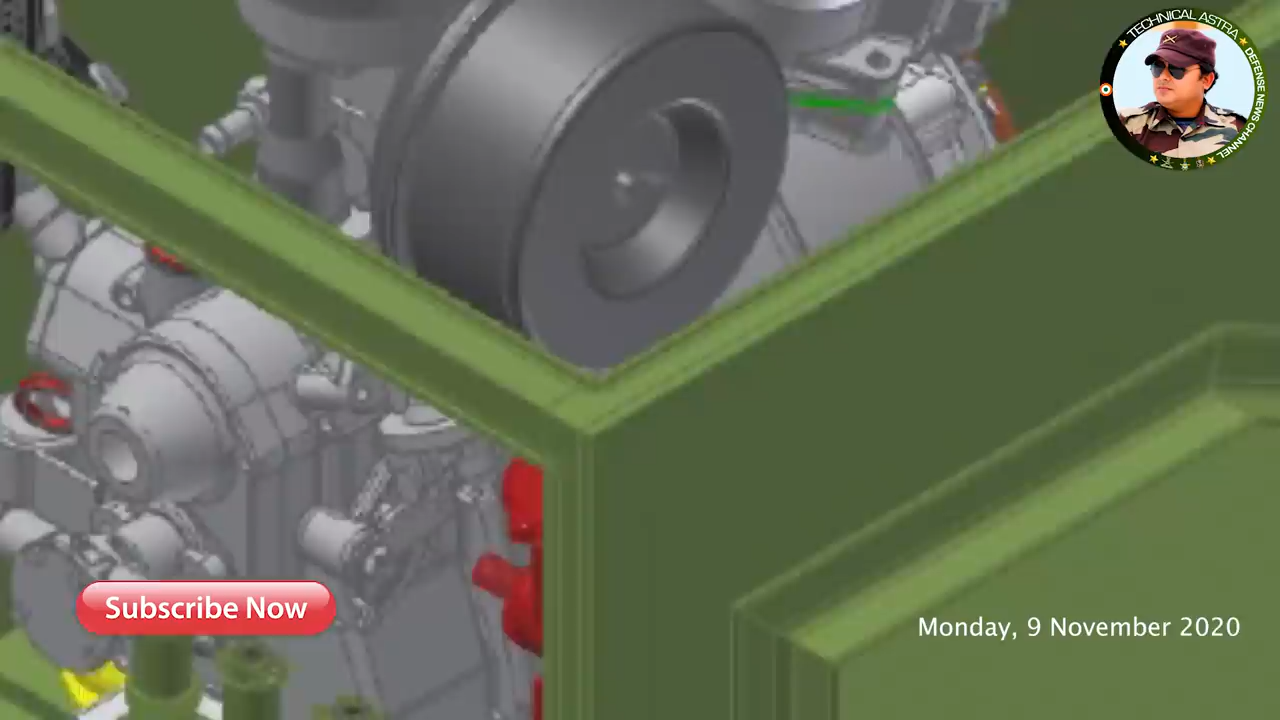 TECHNICAL ASTRA
DEFENSE NEWS CHANNEL
Subscribe Now
Monday, 9 November 2020